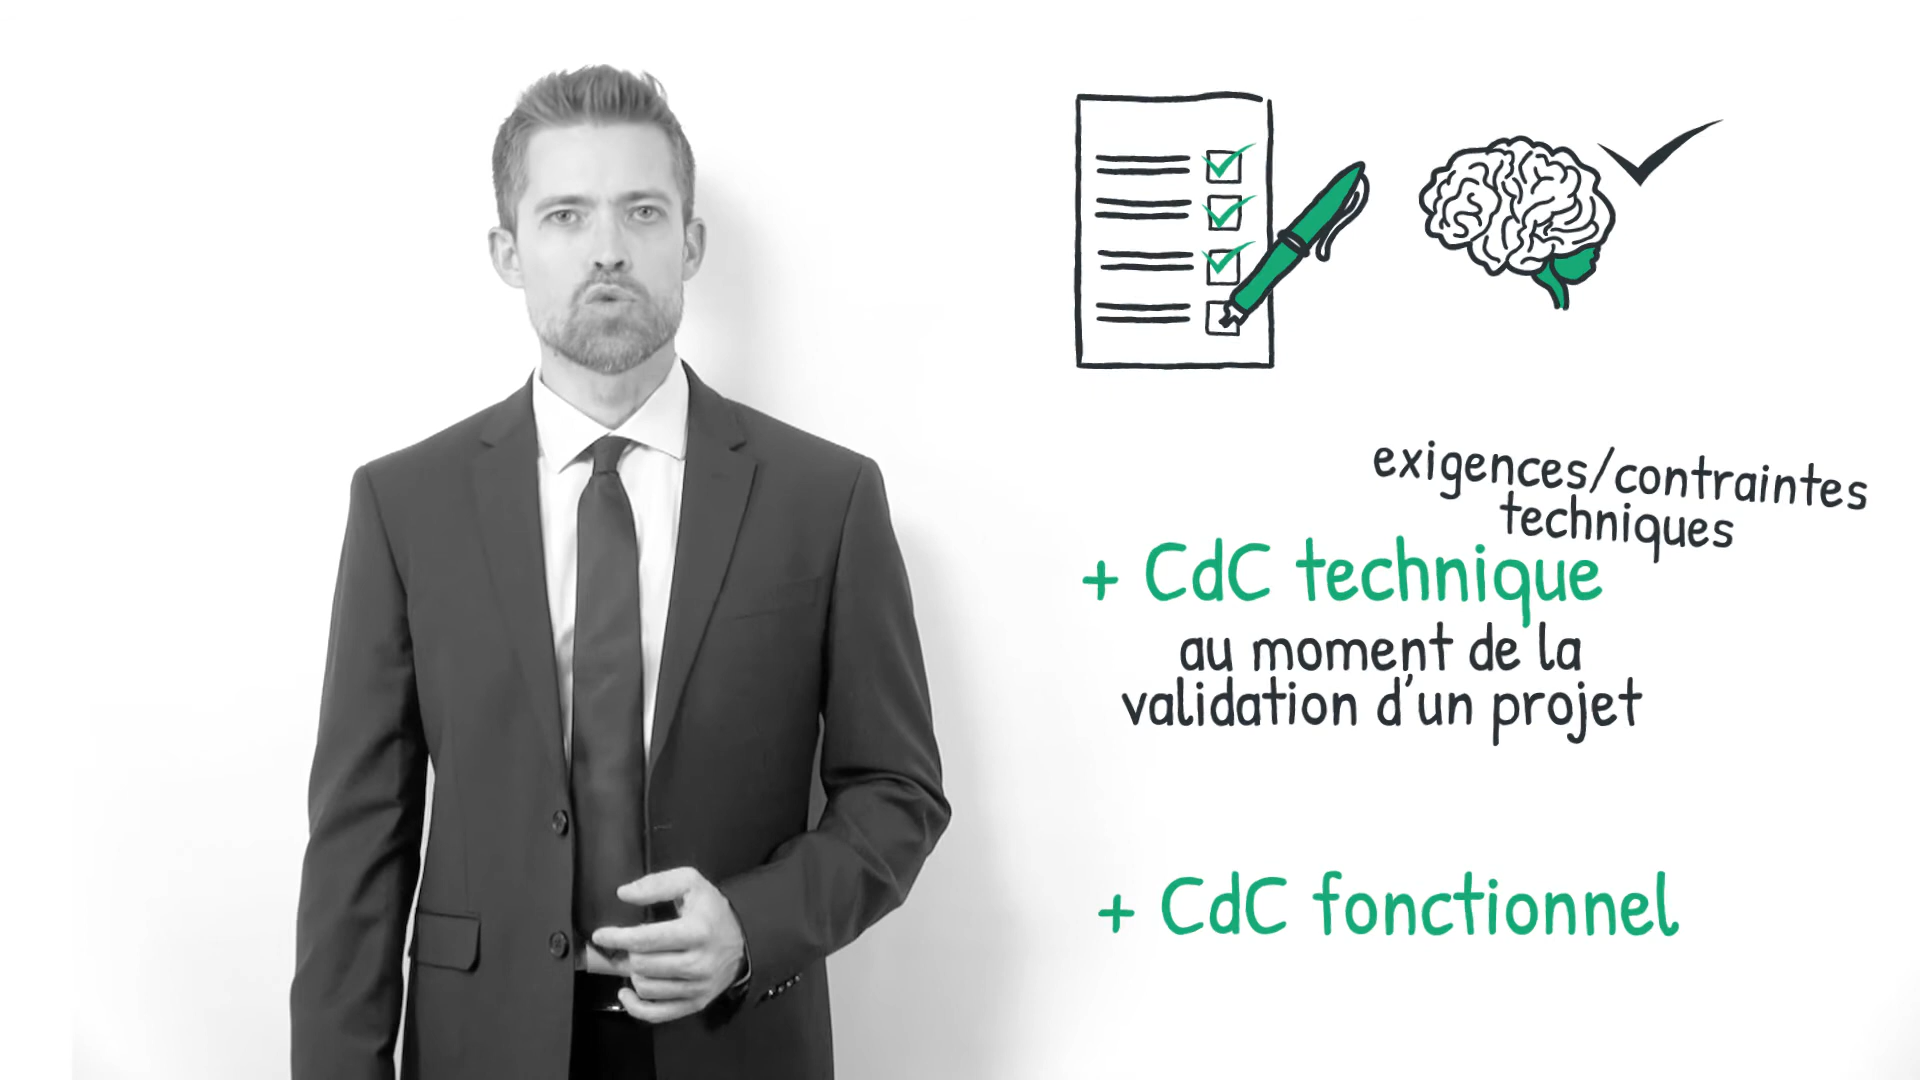 exigences/contraintes
techniques
+ CdC technique
au moment de la
validation d'un projet
+ CdC fonctionnel